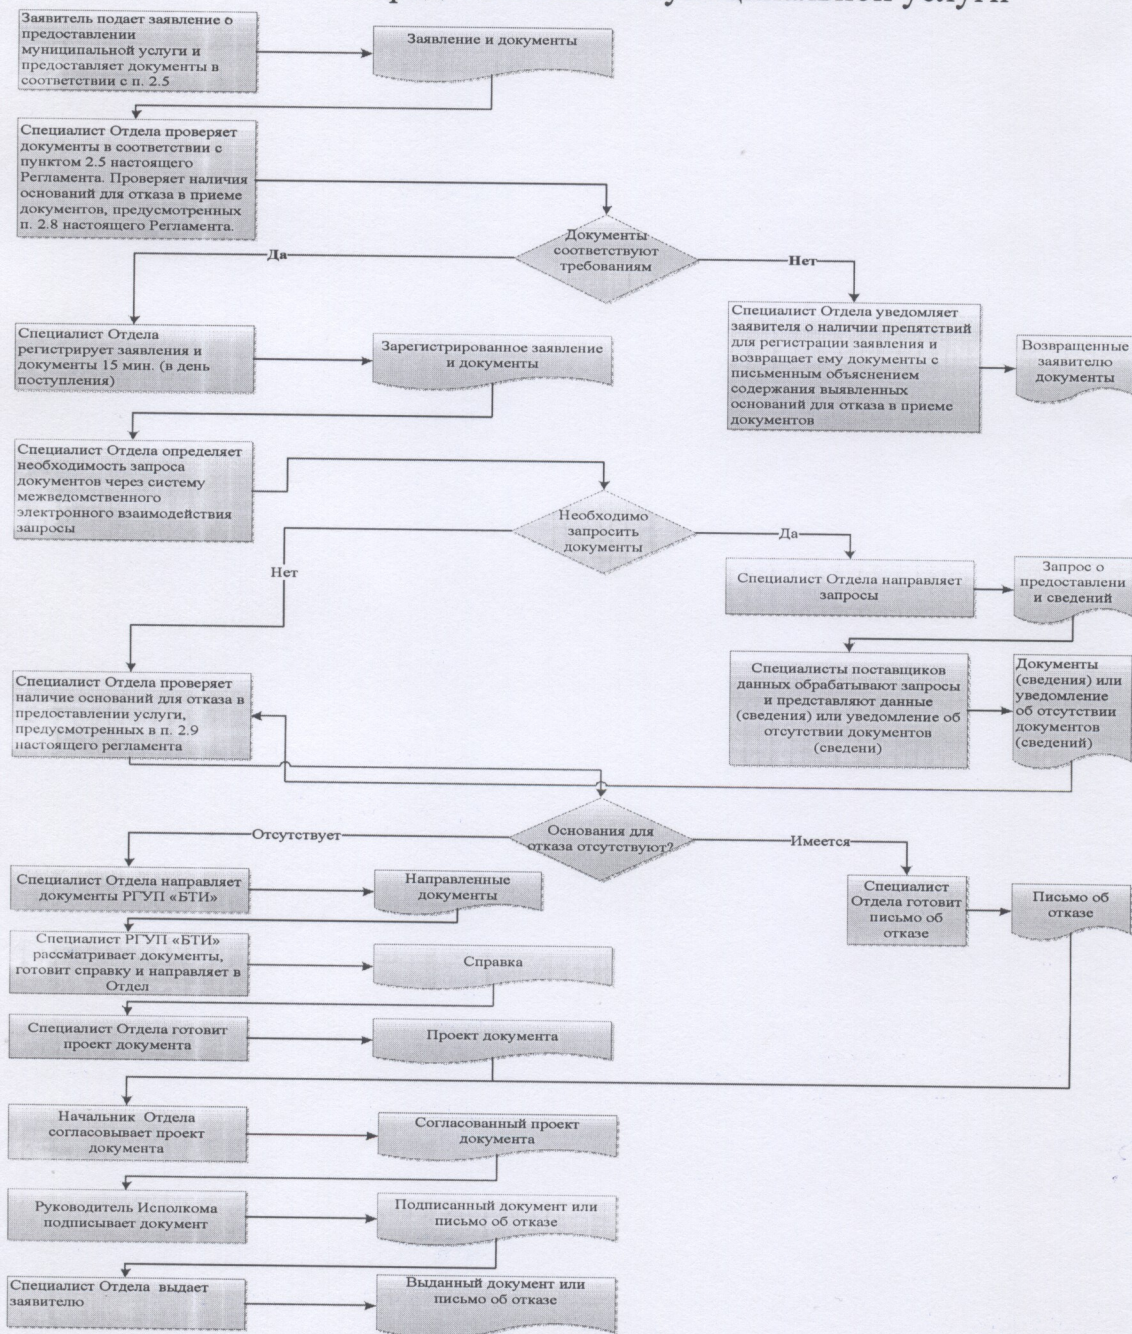 Заявитель подает заявление о
предоставлении
муниципальной услуги и
предоставляет документы в
соответствии с п. 2.5
Заявление и документы
Специалист Отдела проверяет
документы в соответствии с
пунктом 2.5 настоящего
Регламента. Проверяет наличия
оснований для отказа в приеме
документов, предусмотренных
п. 2.8 настоящего Регламента.
Документы
соответствуют
требованиям
Да
Нет
Специалист Отдела
регистрирует заявления и
документы 15 мин. (в день
поступления)
Зарегистрированное заявление
и документы
Специалист Отдела уведомляет
заявителя о наличии препятствий
для регистрации заявления и
возвращает ему документы с
письменным объяснением
содержания выявленных
оснований для отказа в приеме
документов
Возвращенные
заявителю
документы
Специалист Отдела определяет
необходимость запроса
документов через систему
межведомственного
электронного взаимодействия
запросы
Необходимо
запросить
документы
Да
Нет
Специалист Отдела направляет
запросы
Запрос о
предоставлени
и сведений
Специалист Отдела проверяет
наличие оснований для отказа в
предоставлении услуги,
предусмотренных в п. 2.9
настоящего регламента
Специалисты поставщиков
данных обрабатывают запросы
и представляют данные
(сведения) или уведомление об
отсутствии документов
(сведени)
Документы
(сведения) или
уведомление
об отсутствии
документов
(сведений)
Основания для
отказа отсутствуют?
Отсутствует
Имеется
Специалист Отдела направляет
документы РГУП «БТИ»
Направленные
документы
Специалист
Отдела готовит
письмо об
отказе
Письмо об
отказе
Специалист РГУП «БТИ»
рассматривает документы,
готовит справку и направляет в
Отдел
Справка
Специалист Отдела готовит
проект документа
Проект документа
Начальник Отдела
согласовывает проект
документа
Согласованный проект
документа
Руководитель Исполкома
подписывает документ
Подписанный документ или
письмо об отказе
Специалист Отдела выдает
заявителю
Выданный документ или
письмо об отказе